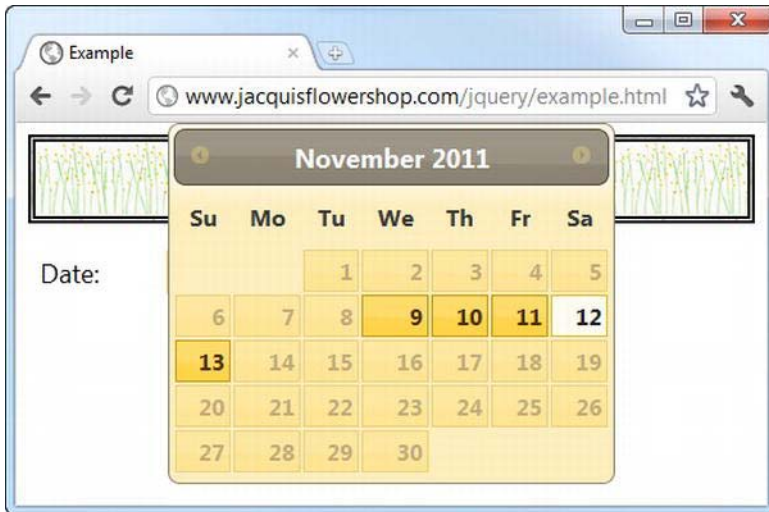 Example
www.jacquisflowershop.com/jquery/example.html
November 2011
Su Mo Tu We Th Fr Sa
Date:
1 2 3 4 5
6 7 8 9 10 11 12
13 14 15 16 17 18 19
20 21 22 23 24 25 26
27 28 29 30